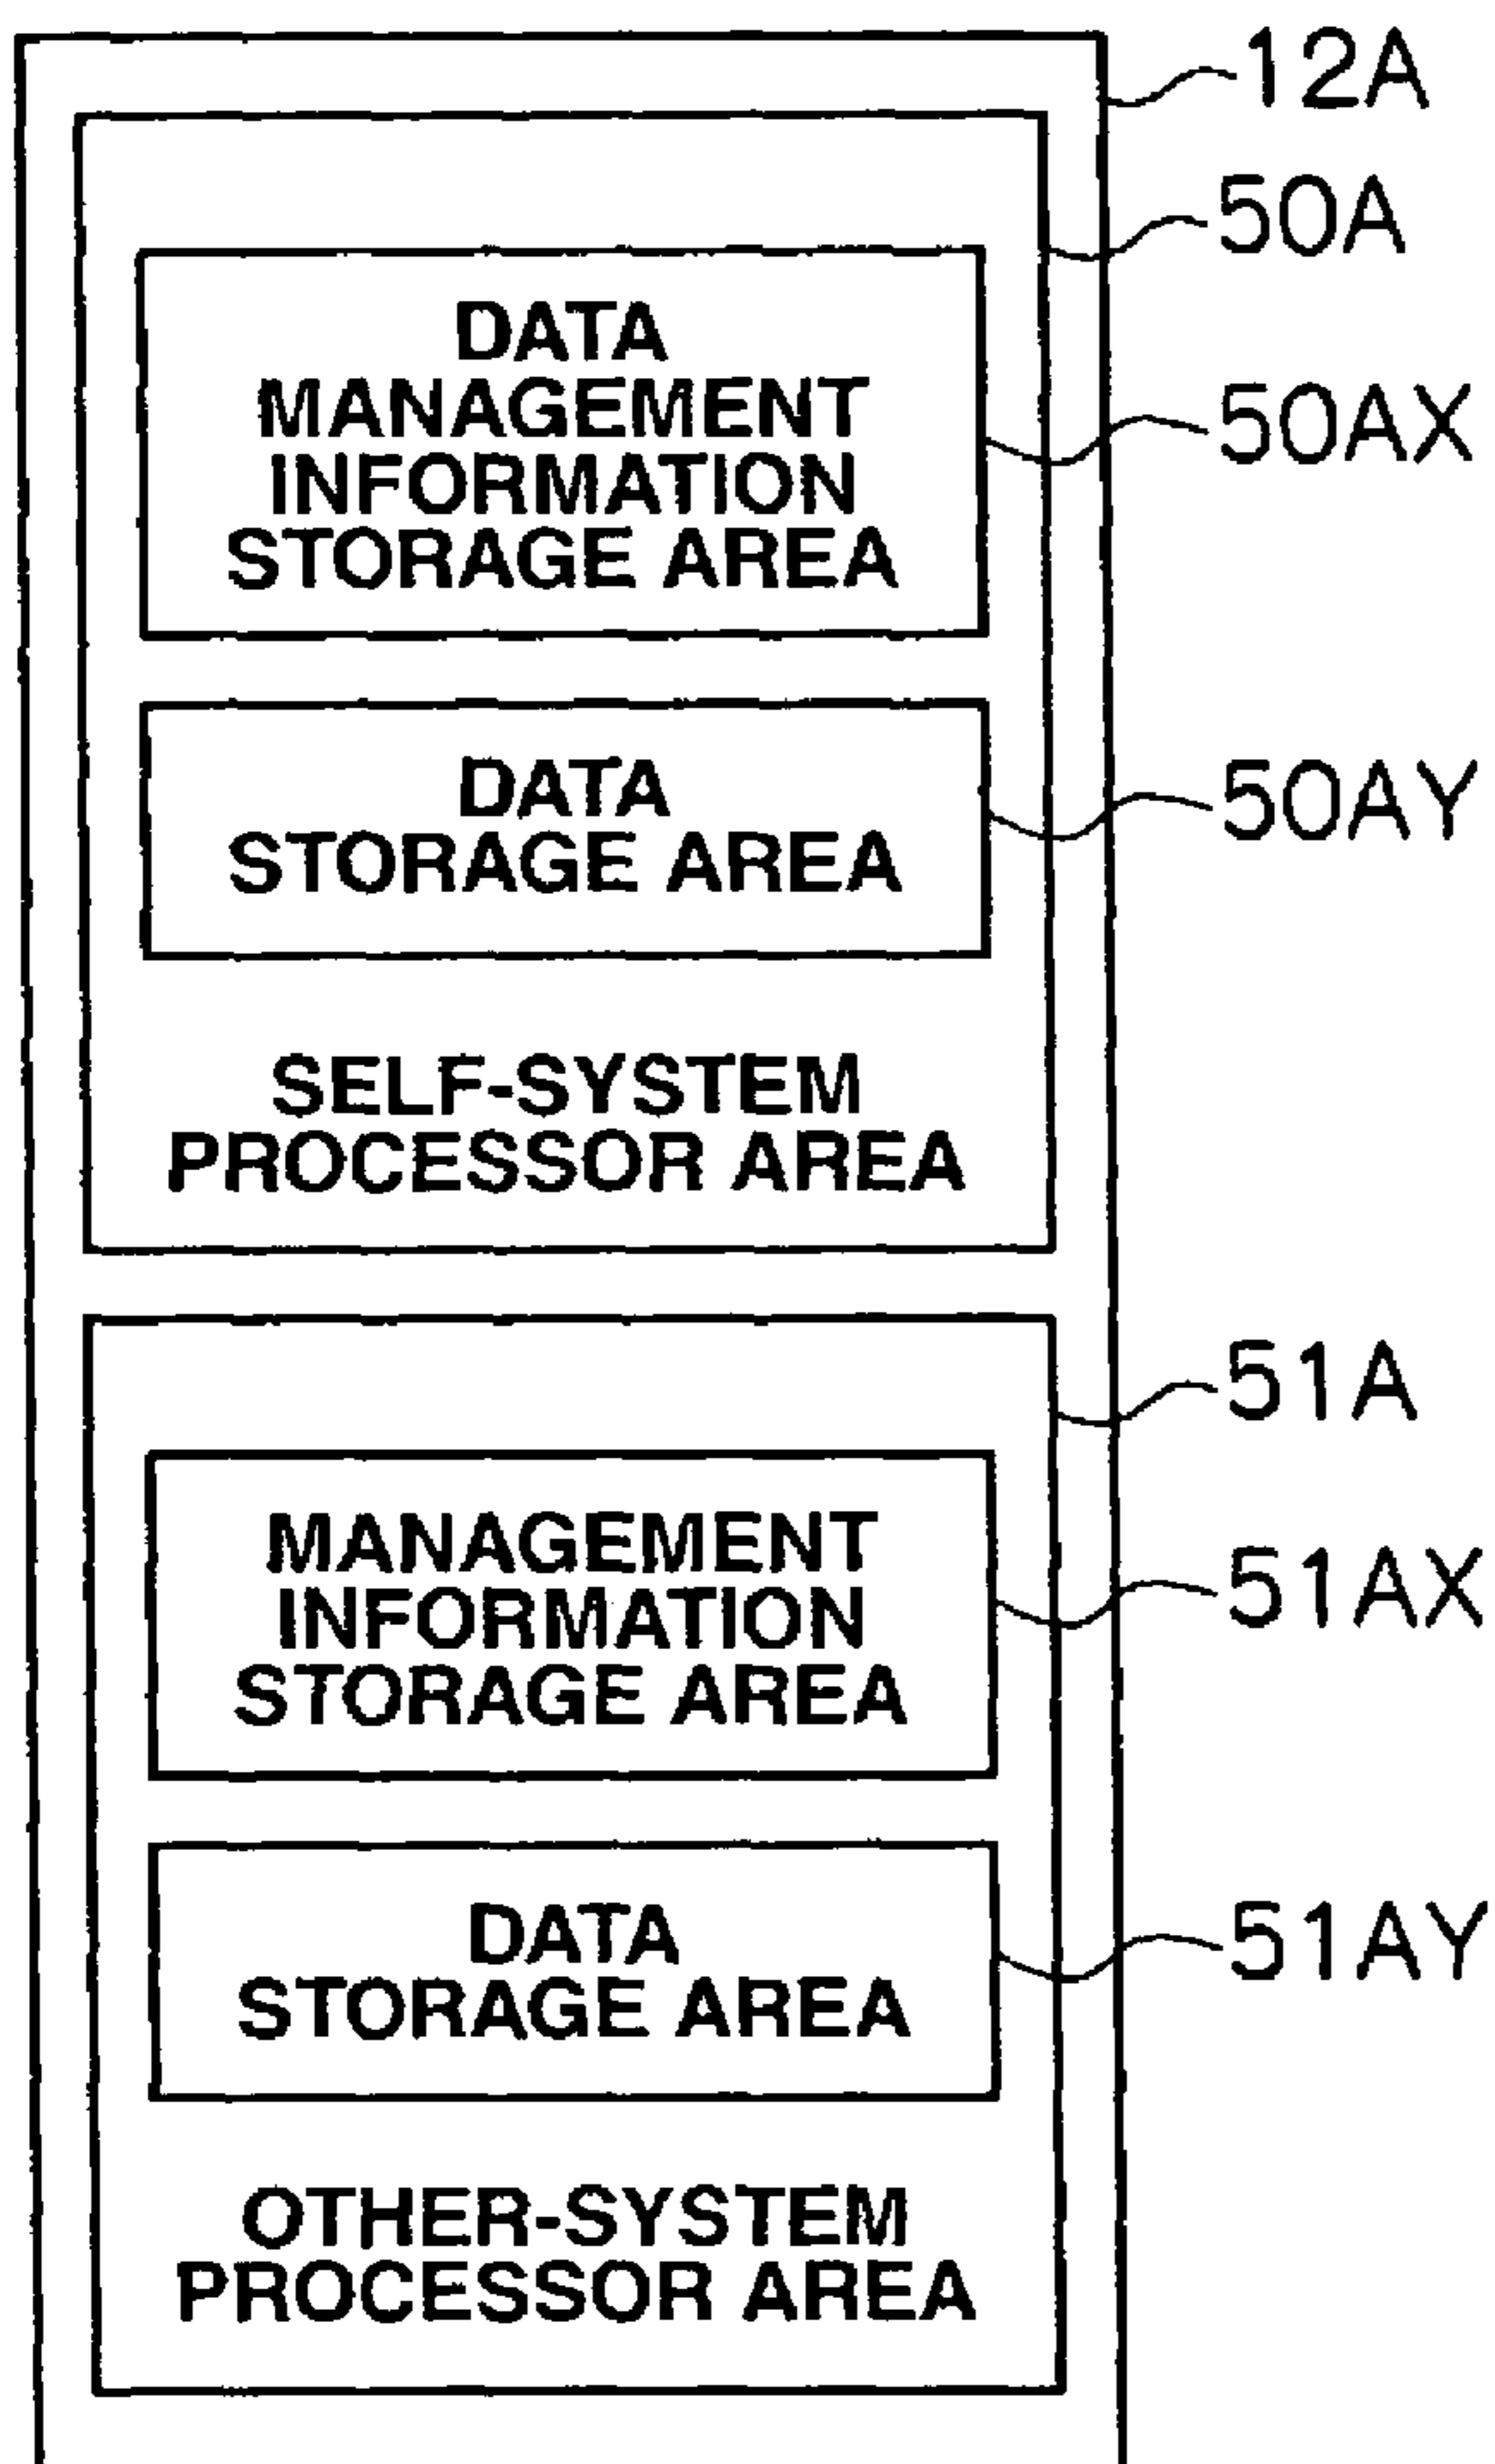 12A
50A
DATA
MANAGEMENT
INFORMATION
STORAGE AREA
50AX
DATA
STORAGE AREA
50AY
SELF-SYSTEM
PROCESSOR AREA
51A
MANAGEMENT
INFORMATION
STORAGE AREA
51AX
DATA
STORAGE AREA
51AY
OTHER-SYSTEM
PROCESSOR AREA